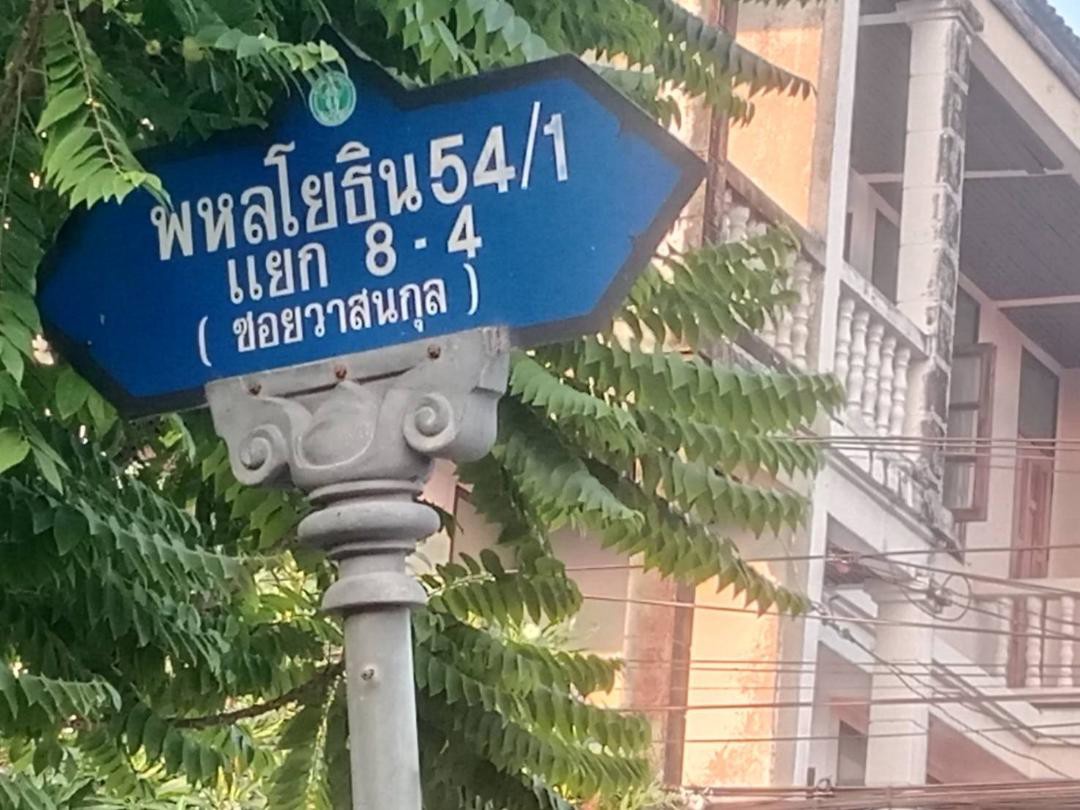 พหลโยธิน 54/1
แยก 8 - 4
( ซอยวาสนกุล )